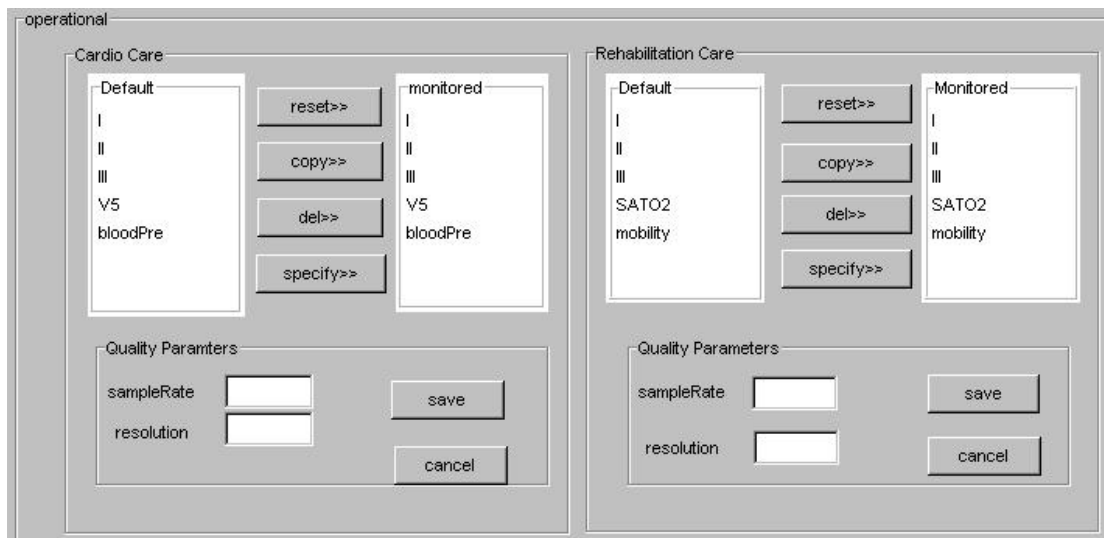 operational
Cardio Care
Default
I
II
III
V5
bloodPre
reset>>
copy>>
del>>
specify>>
monitored
I
II
III
V5
bloodPre
Quality Paramters
sampleRate
resolution
save
cancel
Rehabilitation Care
Default
I
II
III
SATO2
mobility
reset>>
copy>>
del>>
specify>>
Monitored
I
II
III
SATO2
mobility
Quality Parameters
sampleRate
resolution
save
cancel